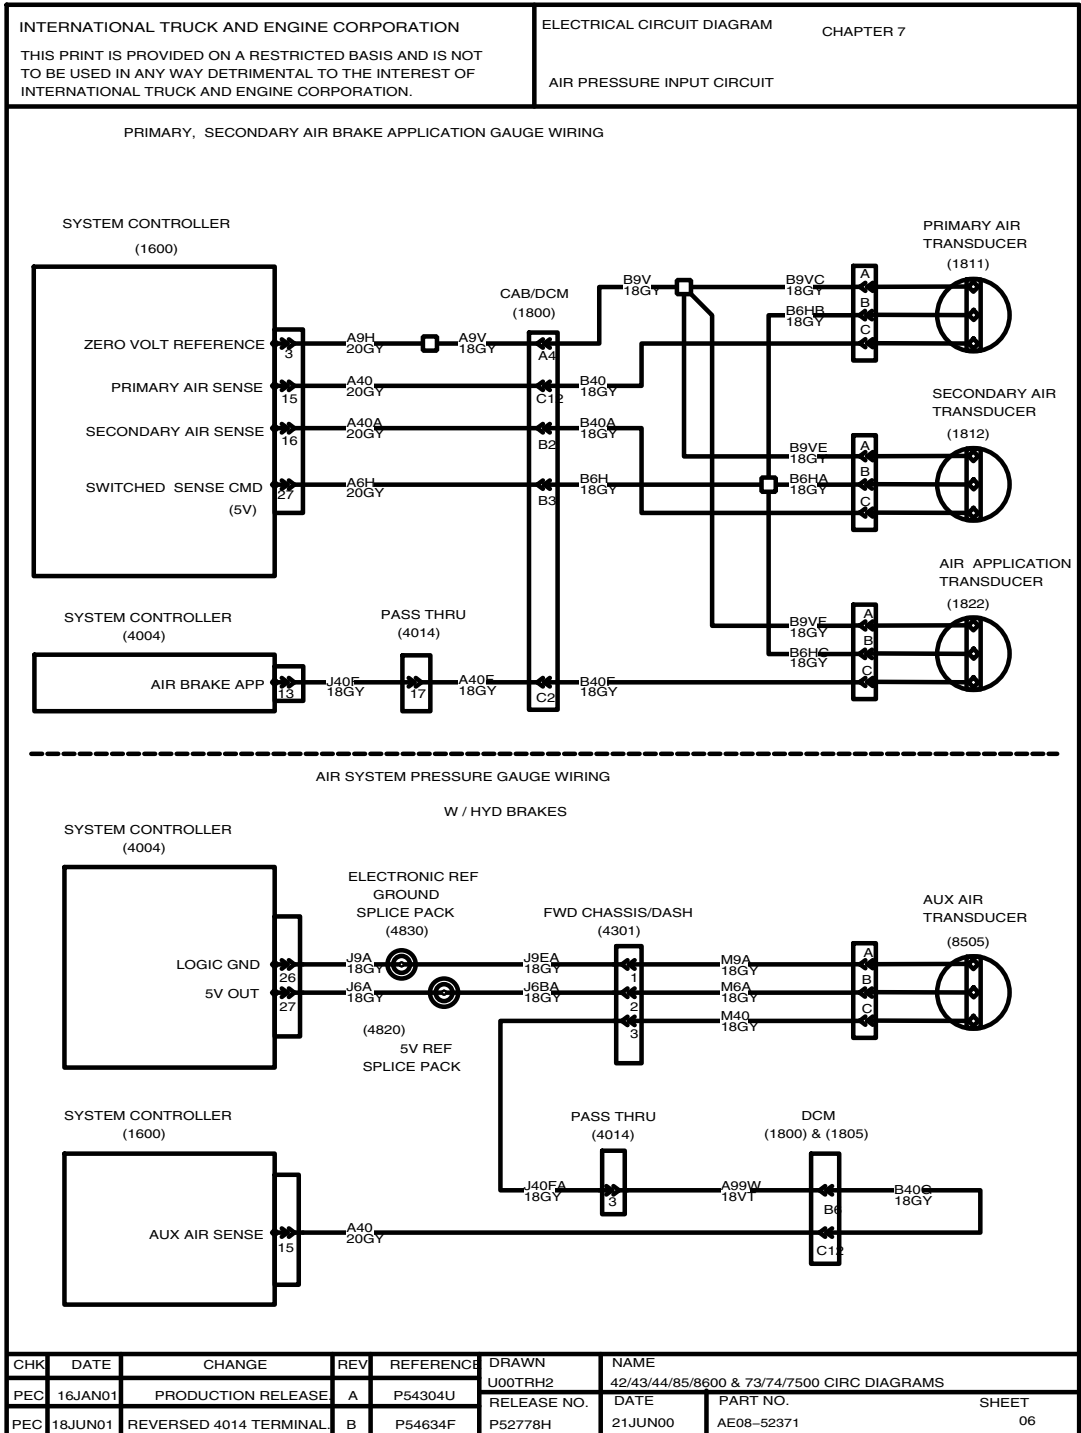 INTERNATIONAL TRUCK AND ENGINE CORPORATION
THIS PRINT IS PROVIDED ON A RESTRICTED BASIS AND IS NOT
TO BE USED IN ANY WAY DETRIMENTAL TO THE INTEREST OF
INTERNATIONAL TRUCK AND ENGINE CORPORATION.
ELECTRICAL CIRCUIT DIAGRAM
CHAPTER 7
AIR PRESSURE INPUT CIRCUIT
PRIMARY, SECONDARY AIR BRAKE APPLICATION GAUGE WIRING
SYSTEM CONTROLLER
(1600)
ZERO VOLT REFERENCE
PRIMARY AIR SENSE
SECONDARY AIR SENSE
SWITCHED SENSE CMD
(5V)
3
15
16
27
A9H
20GY
A9V
18GY
A40
20GY
A40A
20GY
A6H
20GY
CAB/DCM
(1800)
A4
C12
B2
B3
C2
B9V
18GY
B40
18GY
B40A
18GY
B6H
18GY
B9VC
18GY
B6HB
18GY
A
B
C
PRIMARY AIR
TRANSDUCER
(1811)
B9VE
18GY
B6HA
18GY
A
B
C
SECONDARY AIR
TRANSDUCER
(1812)
B9VF
18GY
B6HC
18GY
A
B
C
AIR APPLICATION
TRANSDUCER
(1822)
SYSTEM CONTROLLER
(4004)
AIR BRAKE APP
13
J40F
18GY
PASS THRU
(4014)
17
A40F
18GY
B40F
18GY
AIR SYSTEM PRESSURE GAUGE WIRING
W / HYD BRAKES
SYSTEM CONTROLLER
(4004)
LOGIC GND
5V OUT
26
27
J9A
18GY
J6A
18GY
ELECTRONIC REF
GROUND
SPLICE PACK
(4830)
(4820)
5V REF
SPLICE PACK
J9EA
18GY
J6BA
18GY
FWD CHASSIS/DASH
(4301)
1
2
3
M9A
18GY
M6A
18GY
M40
18GY
A
B
C
AUX AIR
TRANSDUCER
(8505)
SYSTEM CONTROLLER
(1600)
AUX AIR SENSE
15
A40
20GY
J40FA
18GY
PASS THRU
(4014)
3
A99W
18VT
DCM
(1800) & (1805)
B6
C12
B40G
18GY
CHK DATE CHANGE REV REFERENCE
PEC 16JAN01 PRODUCTION RELEASE. A P54304U
PEC 18JUN01 REVERSED 4014 TERMINAL. B P54634F
DRAWN
U00TRH2
RELEASE NO.
P52778H
NAME
42/43/44/85/8600 & 73/74/7500 CIRC DIAGRAMS
DATE
21JUN00
PART NO.
AE08–52371
SHEET
06